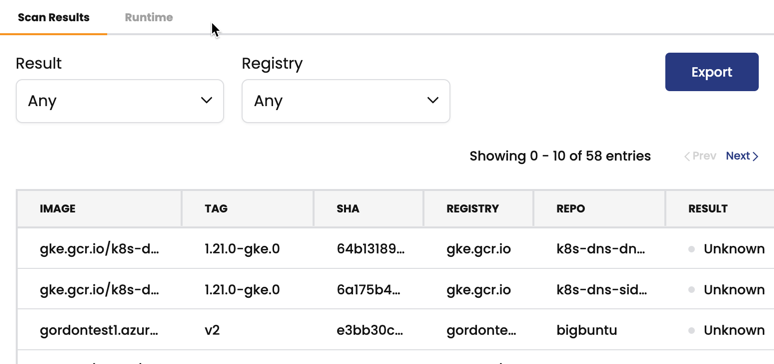 Scan Results Runtime
Result Registry
Any Any Export
Showing 0 - 10 of 58 entries Prev Next
IMAGE TAG SHA REGISTRY REPO RESULT
gke.gcr.io/k8s-d... 1.21.0-gke.0 64b13189... gke.gcr.io k8s-dns-dn... Unknown
gke.gcr.io/k8s-d... 1.21.0-gke.0 6a175b4... gke.gcr.io k8s-dns-sid... Unknown
gordontest1.azur... v2 e3bb30c... gordonte... bigbuntu Unknown